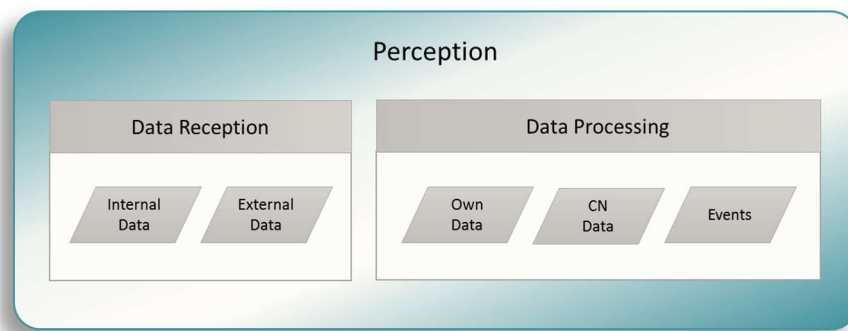 Perception
Data Reception
Data Processing
Internal
Data
External
Data
Own
Data
CN
Data
Events